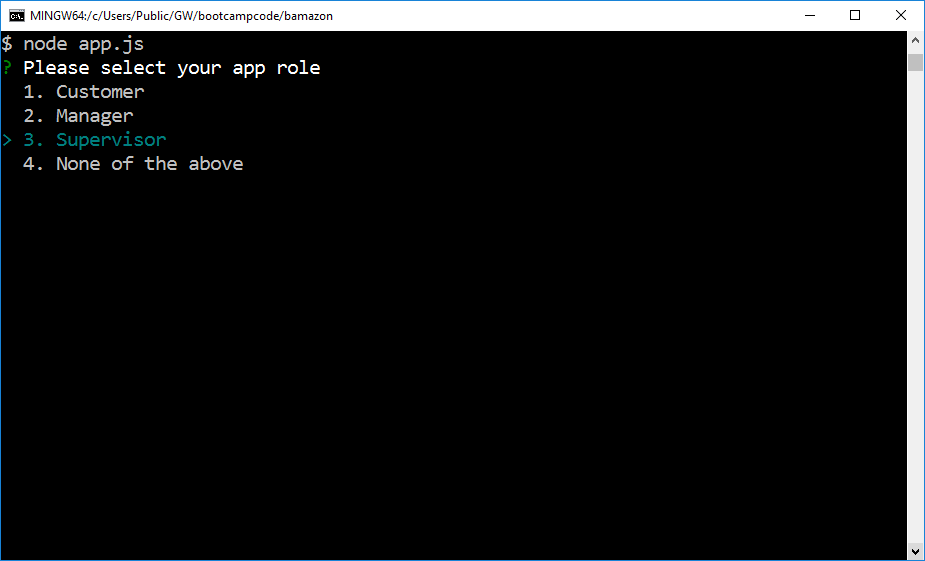 MINGW64:/c/Users/Public/GW/bootcampcode/bamazon
$ node app.js
? Please select your app role
1. Customer
2. Manager
> 3. Supervisor
4. None of the above